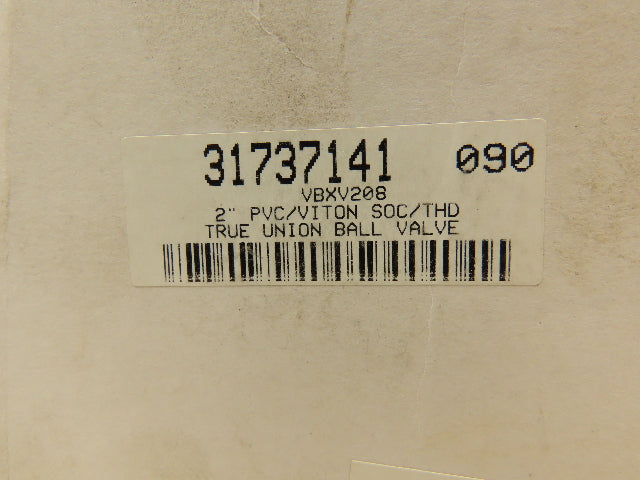 31737141 090
VBXV208
2" PVC/VITON SOC/THD
TRUE UNION BALL VALVE